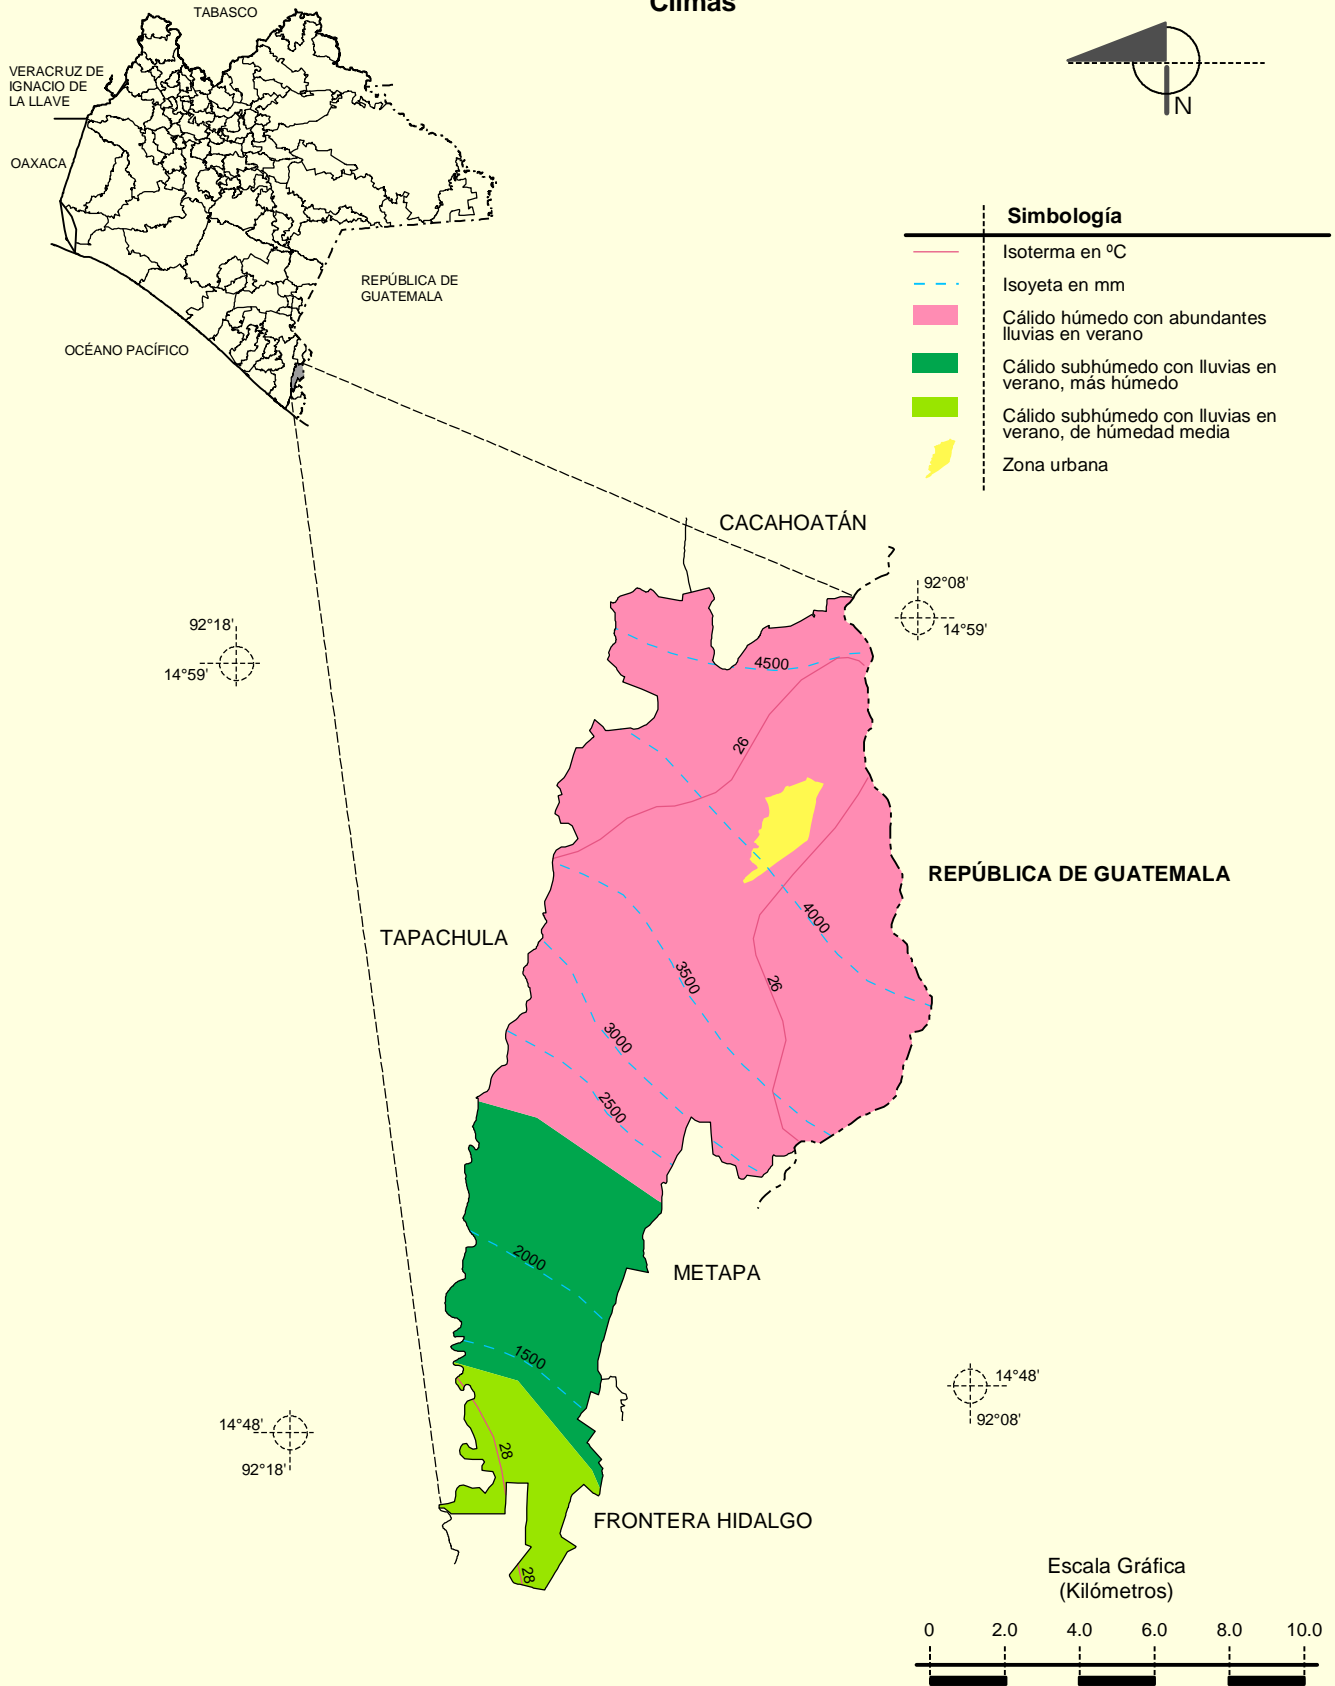 Climas
TABASCO
VERACRUZ DE
IGNACIO DE
LA LLAVE
OAXACA
REPÚBLICA DE
GUATEMALA
OCÉANO PACÍFICO
N
Simbología
Isoterma en ºC
Isoyeta en mm
Cálido húmedo con abundantes
lluvias en verano
Cálido subhúmedo con lluvias en
verano, más húmedo
Cálido subhúmedo con lluvias en
verano, de húmedad media
Zona urbana
CACAHOATÁN
92°08'
14°59'
92°18'
14°59'
4500
26
REPÚBLICA DE GUATEMALA
4000
TAPACHULA
3500
26
3000
2500
2000
METAPA
1500
14°48'
92°08'
14°48'
92°18'
28
FRONTERA HIDALGO
28
Escala Gráfica
(Kilómetros)
0 2.0 4.0 6.0 8.0 10.0